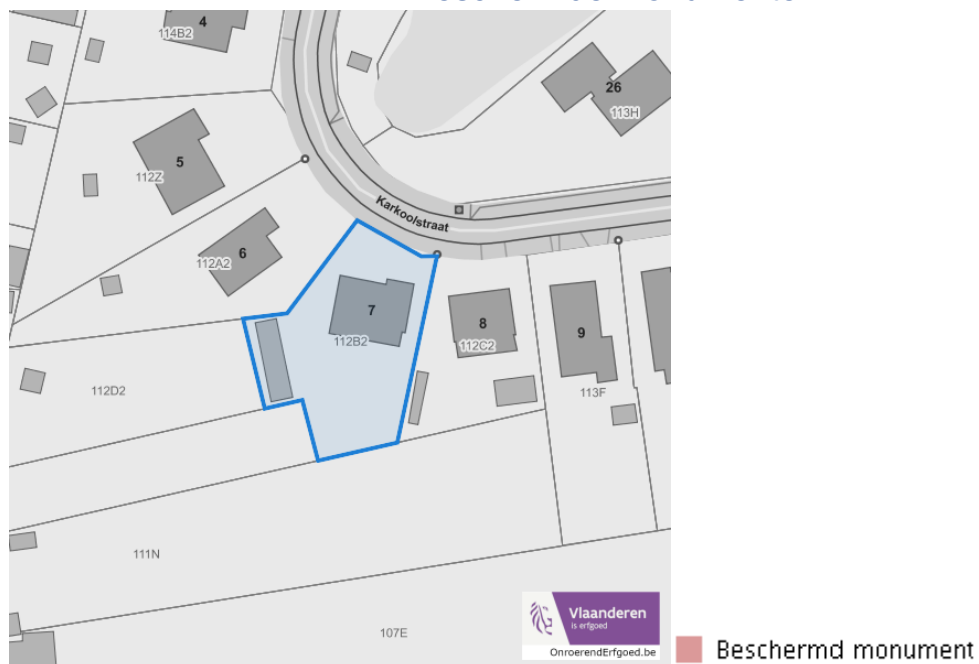 4
114B2
26
113H
5
112Z
Karkoolstraat
6
112A2
7
112B2
8
112C2
9
113F
112D2
111N
107E
Vlaanderen
is erfgoed
OnroerendErfgoed.be
Beschermd monument